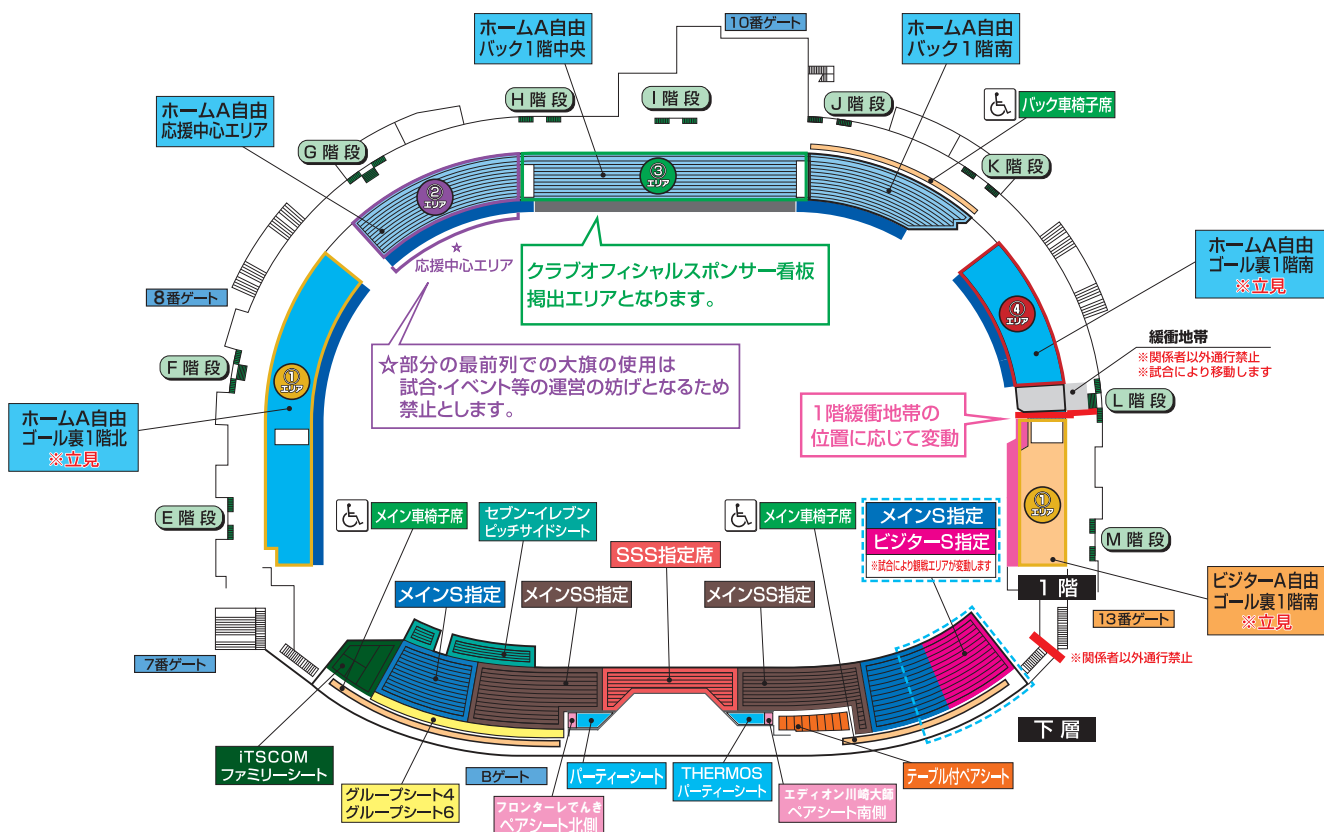 10番ゲート
ホームA自由
バック1階中央
ホームA自由
バック1階南
H階段
I階段
J階段
バック車椅子席
ホームA自由
応援中心エリア
G階段
K階段
②
エリア
③
エリア
☆
応援中心エリア
クラブオフィシャルスポンサー看板
掲出エリアとなります。
ホームA自由
ゴール裏1階南
※立見
8番ゲート
④
エリア
緩衝地帯
※関係者以外通行禁止
※試合により移動します
F階段
①
エリア
☆部分の最前列での大旗の使用は
試合・イベント等の運営の妨げとなるため
禁止とします。
L階段
ホームA自由
ゴール裏1階北
※立見
1階緩衝地帯の
位置に応じて変動
E階段
メイン車椅子席
セブン-イレブン
ピッチサイドシート
メイン車椅子席
メインS指定
ビジターS指定
※試合により観戦エリアが変動します
①
エリア
M階段
SSS指定席
メインS指定
メインSS指定
メインSS指定
1階
ビジターA自由
ゴール裏1階南
※立見
13番ゲート
7番ゲート
※関係者以外通行禁止
下層
iTSCOM
ファミリーシート
Bゲート
パーティーシート
THERMOS
パーティーシート
テーブル付ペアシート
グループシート4
グループシート6
フロンターレでんき
ペアシート北側
エディオン川崎大師
ペアシート南側